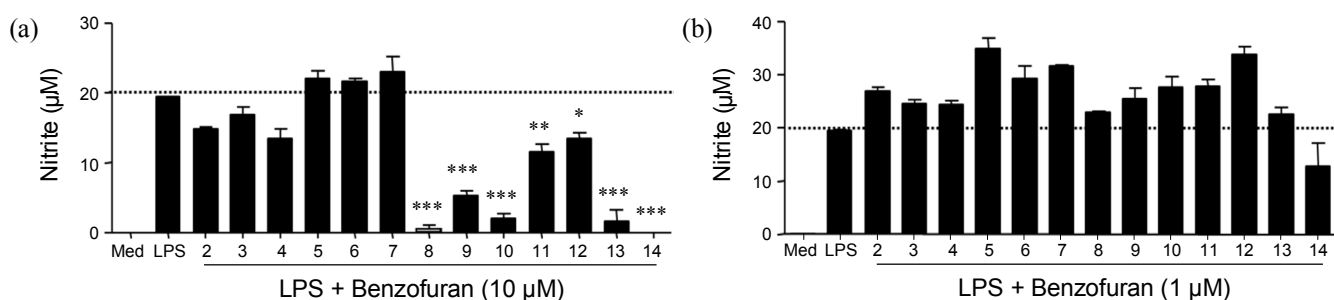 (a)
Nitrite (µM)
30
20
10
0
***
***
***
**
*
***
***
Med LPS 2 3 4 5 6 7 8 9 10 11 12 13 14
LPS + Benzofuran (10 µM)
(b)
Nitrite (µM)
40
30
20
10
0
Med LPS 2 3 4 5 6 7 8 9 10 11 12 13 14
LPS + Benzofuran (1 µM)